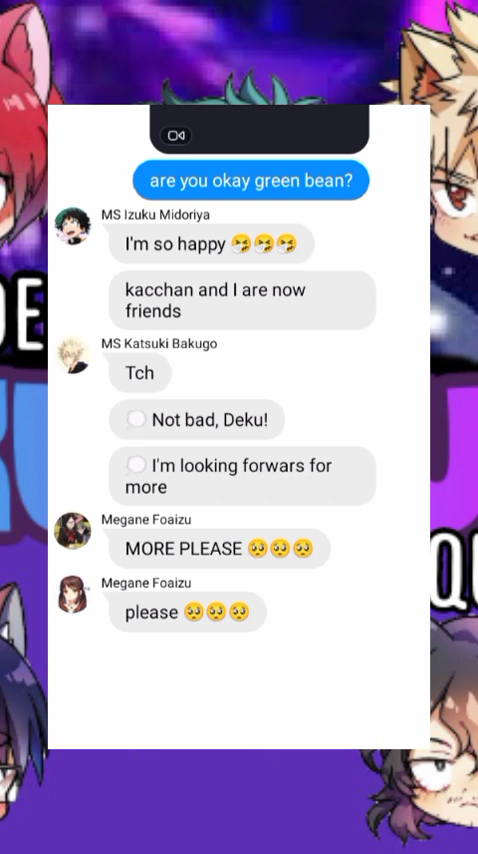 are you okay green bean?
MS Izuku Midoriya
I'm so happy 🤧🤧🤧
kacchan and I are now
friends
MS Katsuki Bakugo
Tch
💭 Not bad, Deku!
💭 I'm looking forwars for
more
Megane Foaizu
MORE PLEASE 🥺🥺🥺
Megane Foaizu
please 🥺🥺🥺